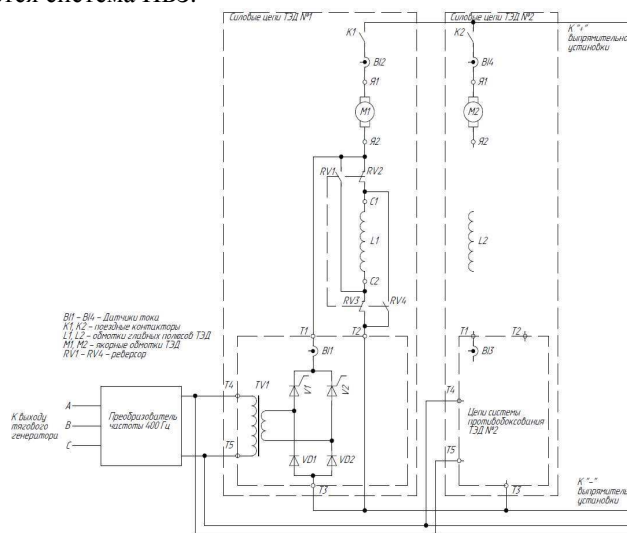 Силовые цепи ТЭД №1
Силовые цепи ТЭД №2
К "+"
выпрямительно
установки
K1
K2
BI2
BI4
Я1
Я1
M1
M2
Я2
Я2
RV1
RV2
C1
L1
L2
C2
RV3
RV4
BI1 - BI4 - Датчики тока
K1, K2 - поездные контакторы
L1, L2 - обмотки главных полюсов ТЭД
M1, M2 - якорные обмотки ТЭД
RV1 - RV4 - реверсор
T1
T2
T1
T2
BI1
BI3
T4
TV1
V1
V2
T4
A
B
C
К выходу
тягового
генератора
Преобразователь
частоты 400 Гц
Цепи системы
противобоксования
ТЭД №2
T5
VD1
VD2
T5
T3
T3
К "-"
выпрямительно
установки